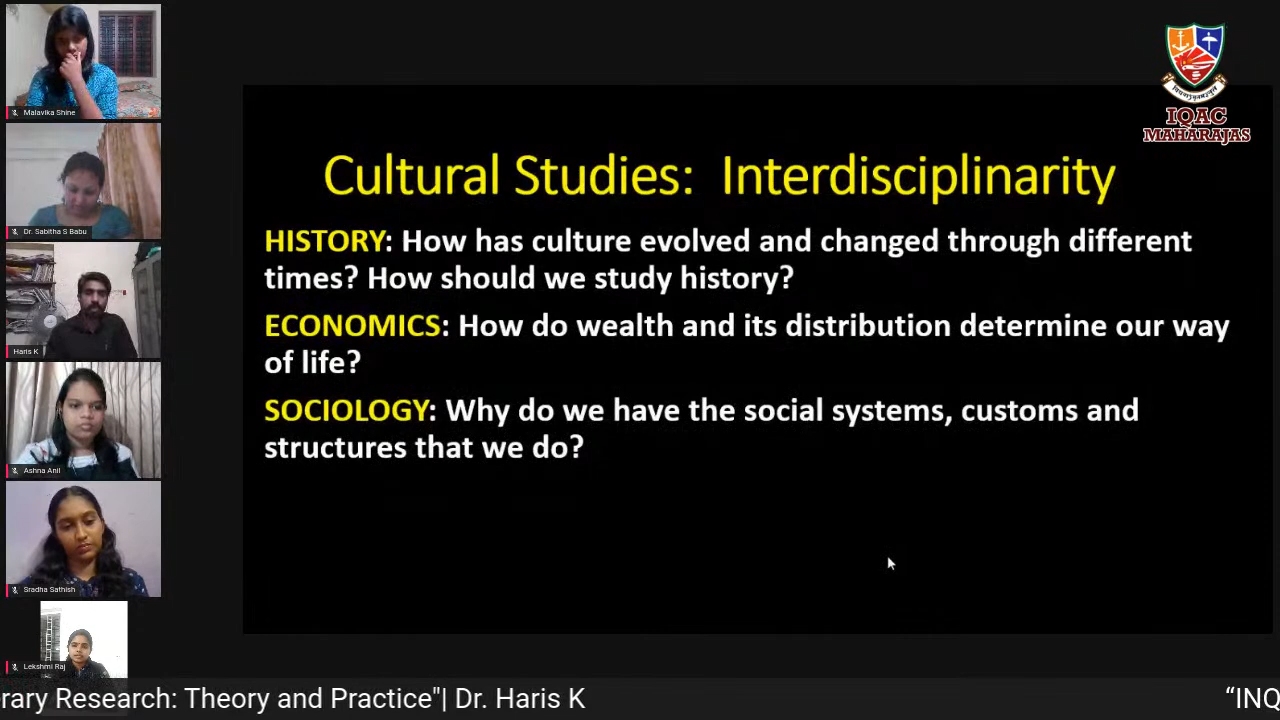 Malavika Shine
Dr. Sabitha S Babu
Haris K
Ashna Anil
Sradha Sathish
Lekshmi Raj
IQAC
MAHARAJAS
Cultural Studies: Interdisciplinarity
HISTORY: How has culture evolved and changed through different
times? How should we study history?
ECONOMICS: How do wealth and its distribution determine our way
of life?
SOCIOLOGY: Why do we have the social systems, customs and
structures that we do?
rary Research: Theory and Practice"| Dr. Haris K
“INQ